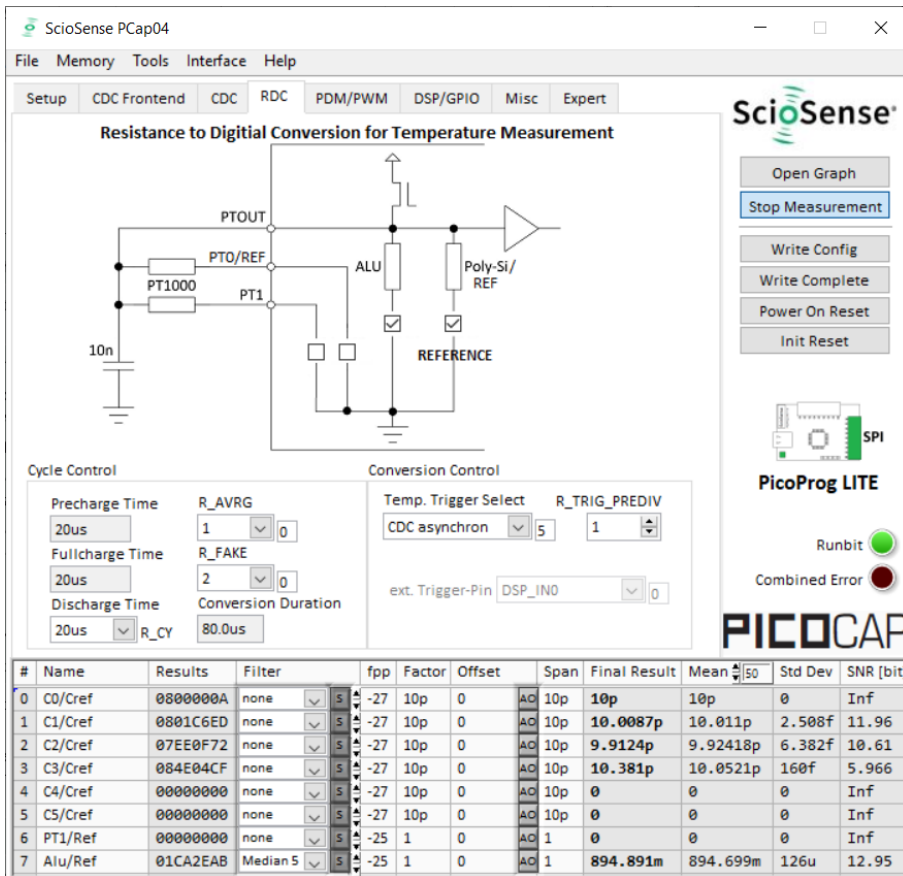 ScioSense PCap04
File Memory Tools Interface Help
Setup CDC Frontend CDC RDC PDM/PWM DSP/GPIO Misc Expert
ScioSense®
Resistance to Digitial Conversion for Temperature Measurement
Open Graph
Stop Measurement
Write Config
Write Complete
Power On Reset
Init Reset
PTOUT
PT0/REF
PT1000
PT1
10n
ALU
Poly-Si/
REF
REFERENCE
SPI
PicoProg LITE
Runbit
Combined Error
PICOCAP
Cycle Control
Precharge Time R_AVRG
20us 1 0
Fullcharge Time R_FAKE
20us 2 0
Discharge Time Conversion Duration
20us R_CY 80.0us
Conversion Control
Temp. Trigger Select R_TRIG_PREDIV
CDC asynchron 5 1
ext. Trigger-Pin DSP_IN0 0
# Name Results Filter fpp Factor Offset Span Final Result Mean 50 Std Dev SNR [bit
0 C0/Cref 0800000A none S -27 10p 0 AO 10p 10p 10p 0 Inf
1 C1/Cref 0801C6ED none S -27 10p 0 AO 10p 10.0087p 10.011p 2.508f 11.96
2 C2/Cref 07EE0F72 none S -27 10p 0 AO 10p 9.9124p 9.92418p 6.382f 10.61
3 C3/Cref 084E04CF none S -27 10p 0 AO 10p 10.381p 10.0521p 160f 5.966
4 C4/Cref 00000000 none S -27 10p 0 AO 10p 0 0 0 Inf
5 C5/Cref 00000000 none S -27 10p 0 AO 10p 0 0 0 Inf
6 PT1/Ref 00000000 none S -25 1 0 AO 1 0 0 0 Inf
7 Alu/Ref 01CA2EAB Median 5 S -25 1 0 AO 1 894.891m 894.699m 126u 12.95